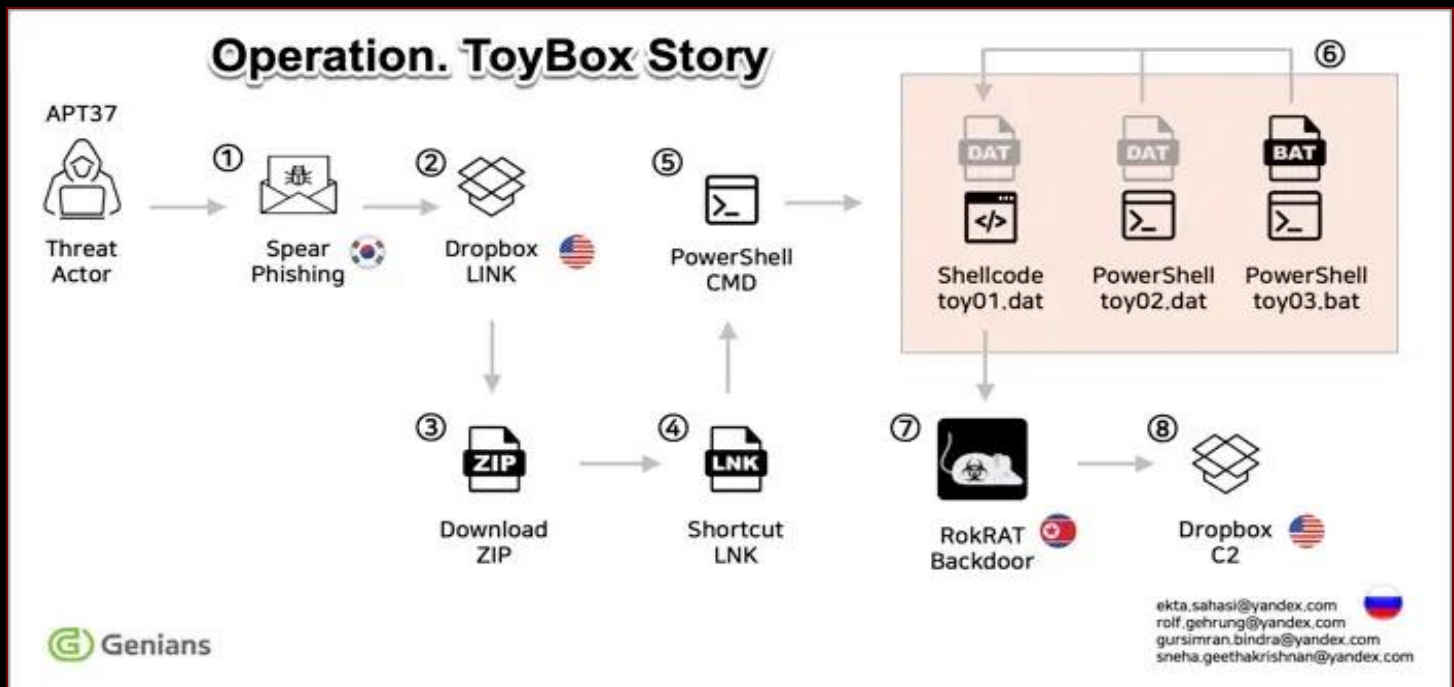 Operation. ToyBox Story
APT37
Threat
Actor
①
Spear
Phishing
②
Dropbox
LINK
③
ZIP
Download
ZIP
④
LNK
Shortcut
LNK
⑤
PowerShell
CMD
⑥
DAT
</>
Shellcode
toy01.dat
DAT
PowerShell
toy02.dat
BAT
PowerShell
toy03.bat
⑦
RokRAT
Backdoor
⑧
Dropbox
C2
ekta.sahasi@yandex.com
rolf.gehrung@yandex.com
gursimran.bindra@yandex.com
sneha.geethakrishnan@yandex.com
G Genians